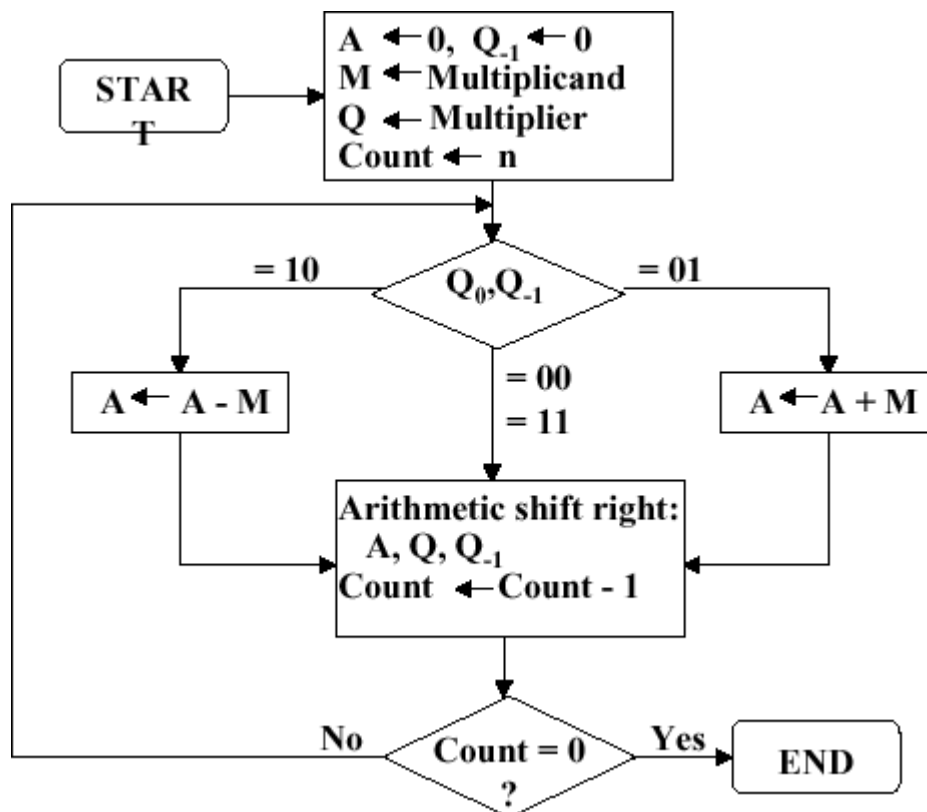 STAR
T
A ← 0, Q₋₁ ← 0
M ← Multiplicand
Q ← Multiplier
Count ← n
= 10
Q₀,Q₋₁
= 01
= 00
= 11
A ← A - M
A ← A + M
Arithmetic shift right:
A, Q, Q₋₁
Count ← Count - 1
No
Count = 0
?
Yes
END